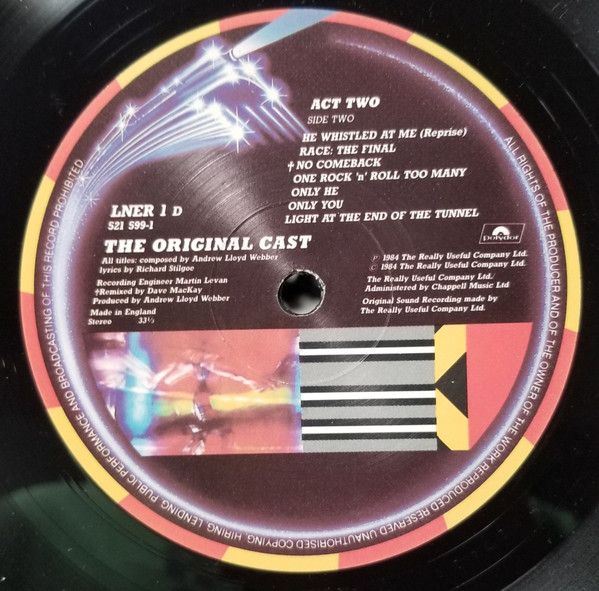 ACT TWO
SIDE TWO
HE WHISTLED AT ME (Reprise)
RACE: THE FINAL
†NO COMEBACK
ONE ROCK 'n' ROLL TOO MANY
ONLY HE
ONLY YOU
LIGHT AT THE END OF THE TUNNEL
LNER 1 D
521 599-1
THE ORIGINAL CAST
All titles: composed by Andrew Lloyd Webber
lyrics by Richard Stilgoe
Recording Engineer Martin Levan
†Remixed by Dave MacKay
Produced by Andrew Lloyd Webber
Made in England
Stereo 33⅓
polydor
Ⓟ 1984 The Really Useful Company Ltd.
© 1984 The Really Useful Company Ltd.
The Really Useful Company Ltd./
Administered by Chappell Music Ltd
Original Sound Recording made by
The Really Useful Company Ltd.
ALL RIGHTS OF THE PRODUCER AND OF THE OWNER OF THE WORK REPRODUCED RESERVED UNAUTHORISED COPYING, HIRING, LENDING, PUBLIC PERFORMANCE AND BROADCASTING OF THIS RECORD PROHIBITED